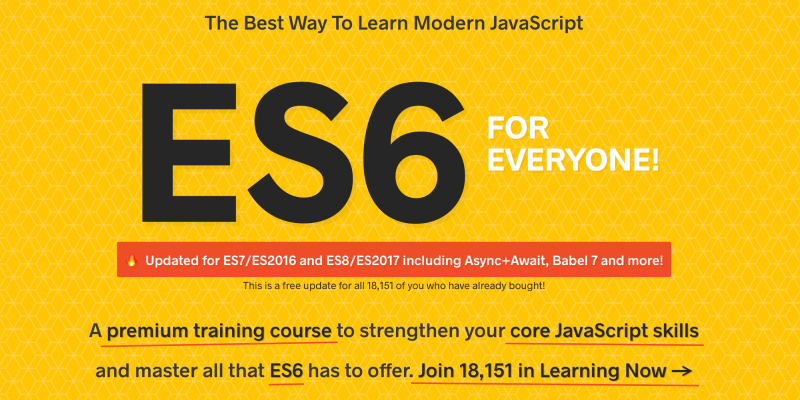 The Best Way To Learn Modern JavaScript
ES6
FOR
EVERYONE!
🔥 Updated for ES7/ES2016 and ES8/ES2017 including Async+Await, Babel 7 and more!
This is a free update for all 18,151 of you who have already bought!
A premium training course to strengthen your core JavaScript skills
and master all that ES6 has to offer. Join 18,151 in Learning Now →